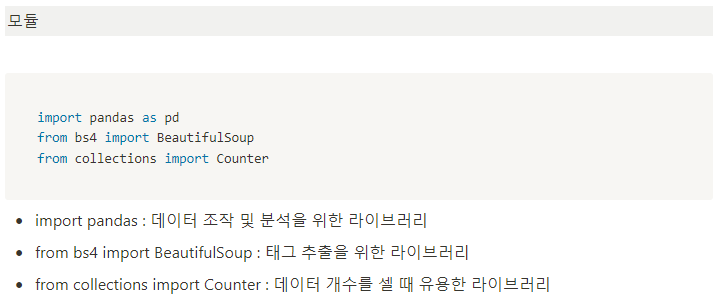 모듈
import pandas as pd
from bs4 import BeautifulSoup
from collections import Counter
import pandas : 데이터 조작 및 분석을 위한 라이브러리
from bs4 import BeautifulSoup : 태그 추출을 위한 라이브러리
from collections import Counter : 데이터 개수를 셀 때 유용한 라이브러리